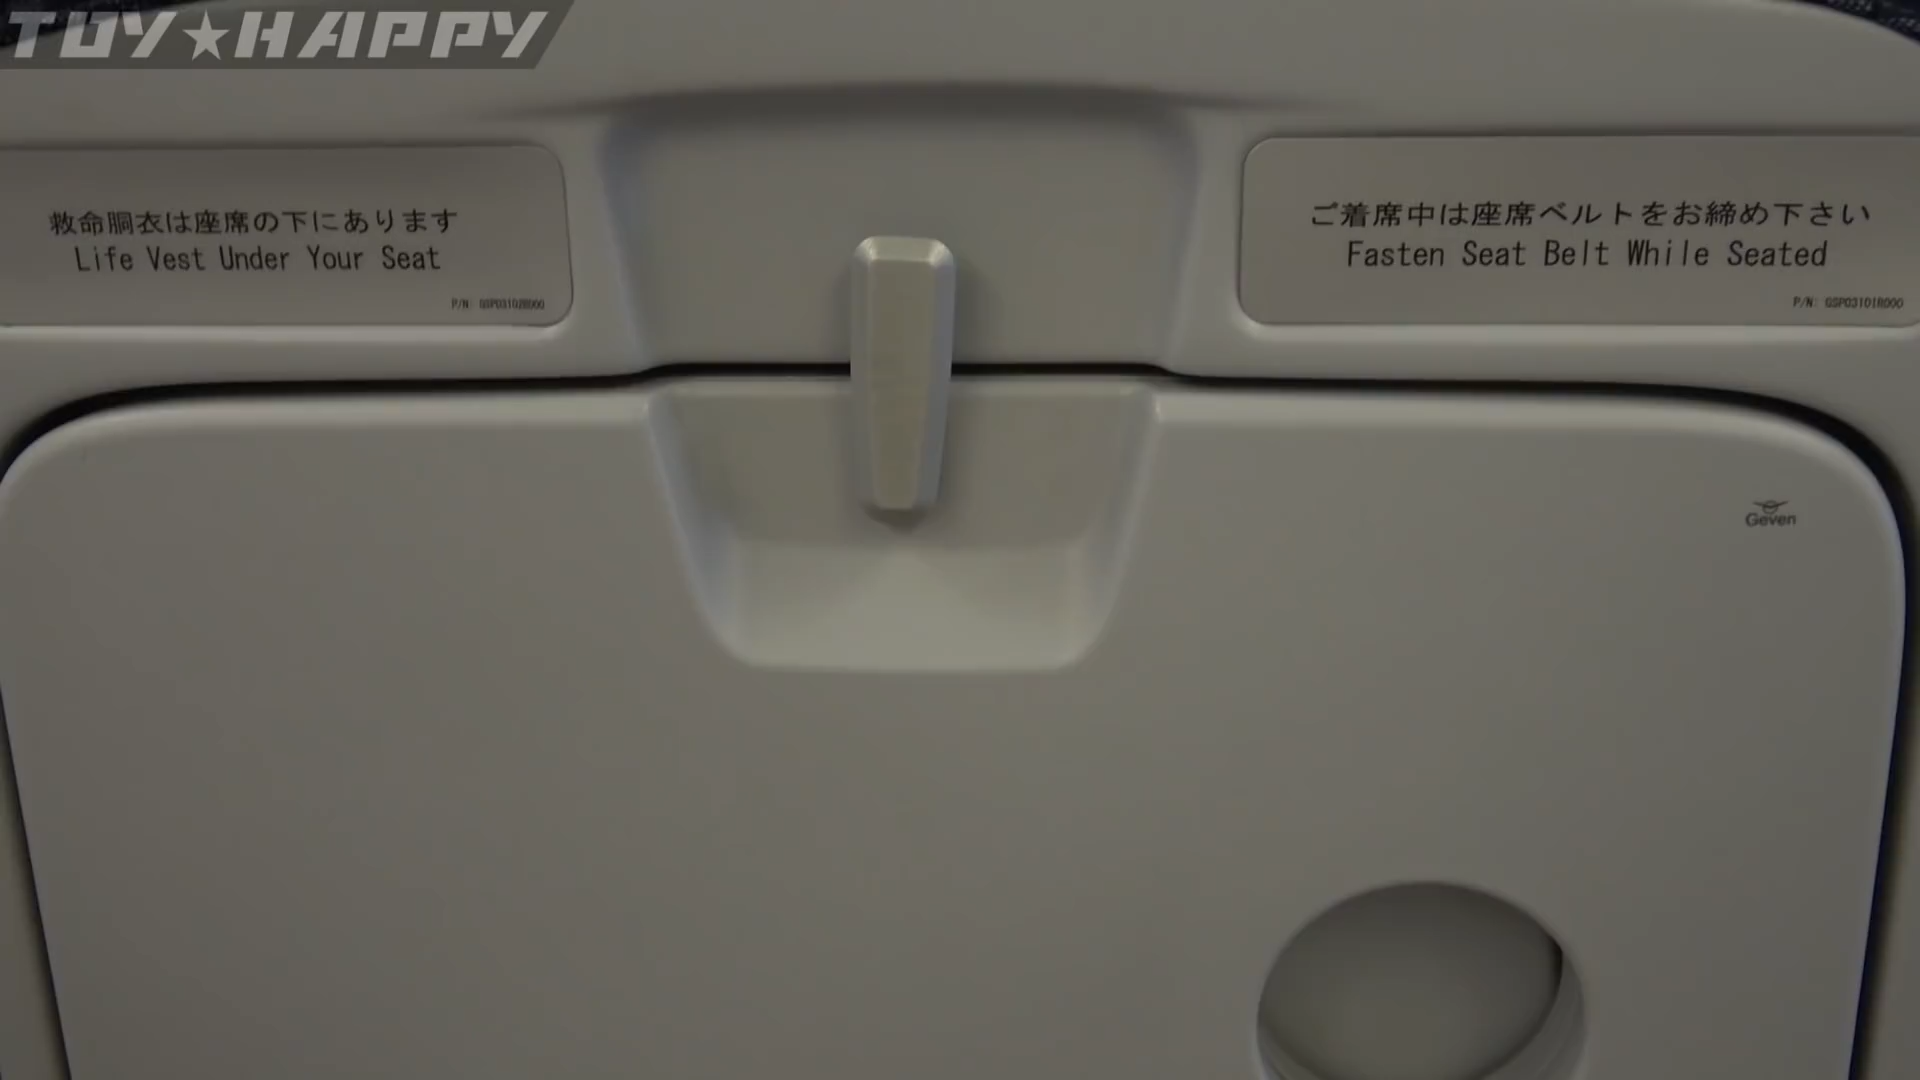 TOY★HAPPY
救命胴衣は座席の下にあります
Life Vest Under Your Seat
P/N: GSP03102R000
ご着席中は座席ベルトをお締め下さい
Fasten Seat Belt While Seated
P/N: GSP03101R000
Geven